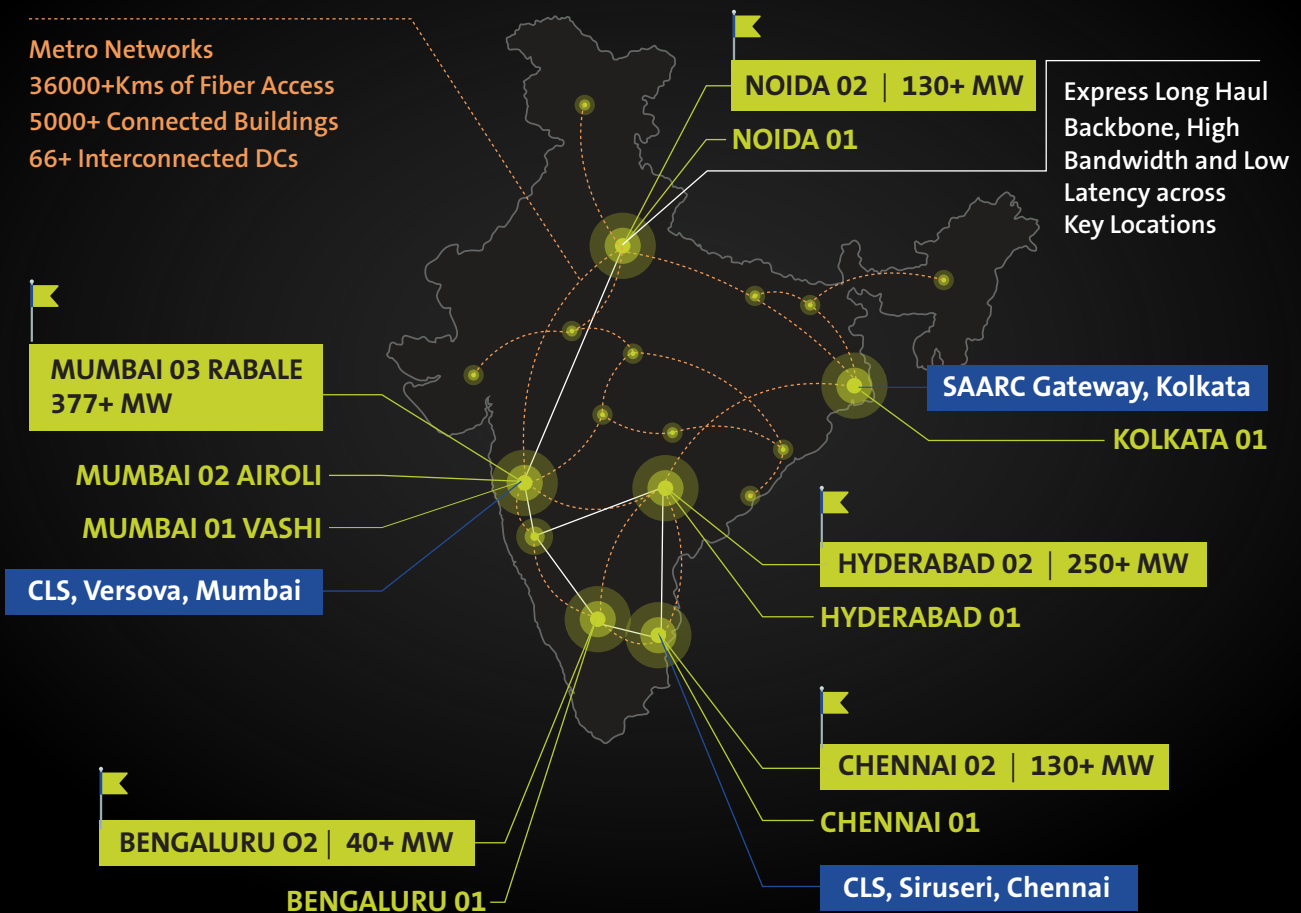 Metro Networks
36000+Kms of Fiber Access
5000+ Connected Buildings
66+ Interconnected DCs
NOIDA 02 | 130+ MW
NOIDA 01
Express Long Haul
Backbone, High
Bandwidth and Low
Latency across
Key Locations
MUMBAI 03 RABALE
377+ MW
MUMBAI 02 AIROLI
MUMBAI 01 VASHI
CLS, Versova, Mumbai
SAARC Gateway, Kolkata
KOLKATA 01
HYDERABAD 02 | 250+ MW
HYDERABAD 01
CHENNAI 02 | 130+ MW
CHENNAI 01
CLS, Siruseri, Chennai
BENGALURU O2 | 40+ MW
BENGALURU 01